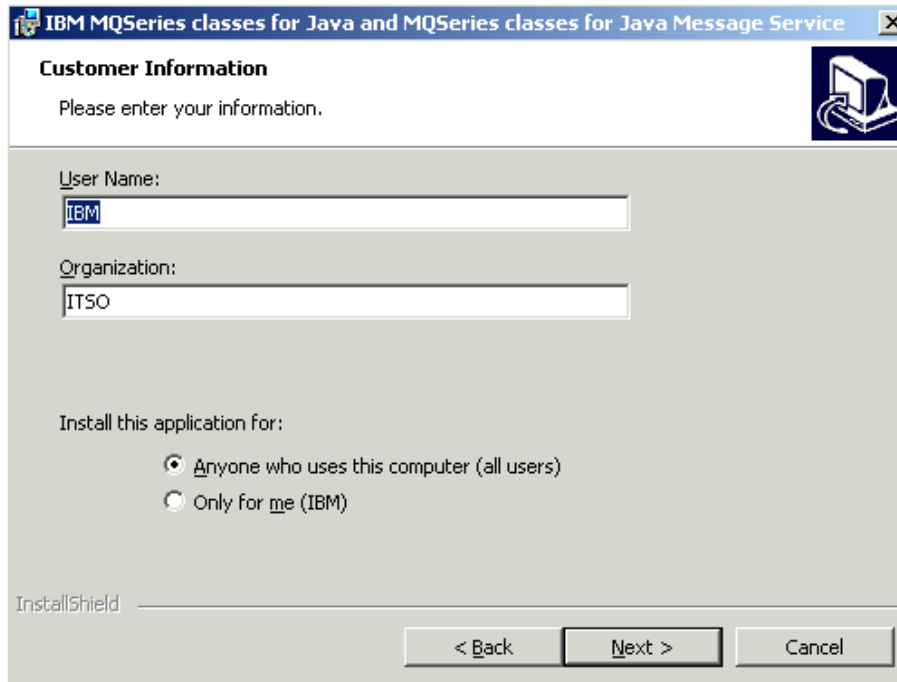 IBM MQSeries classes for Java and MQSeries classes for Java Message Service
Customer Information
Please enter your information.
User Name:
IBM
Organization:
ITSO
Install this application for:
Anyone who uses this computer (all users)
Only for me (IBM)
InstallShield
< Back Next > Cancel